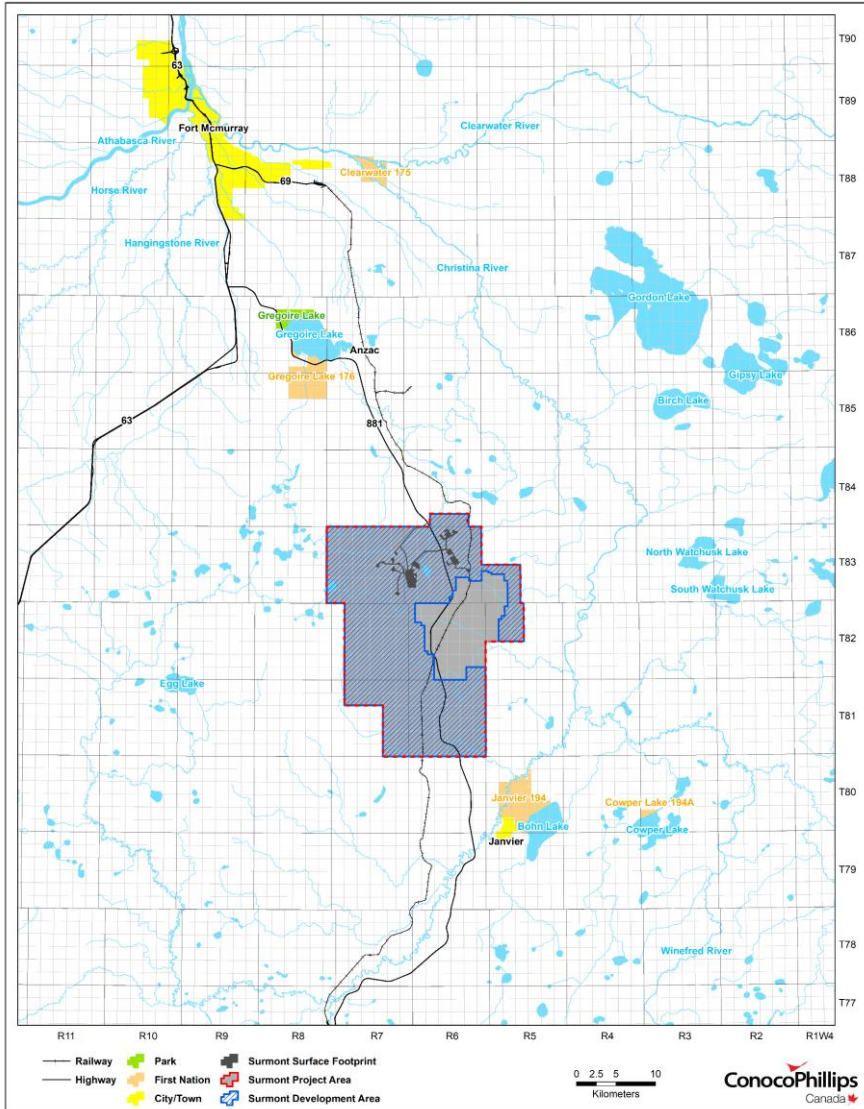 T90
63
T89
Fort Mcmurray
Clearwater River
Athabasca River
Clearwater 175
69
T88
Horse River
Hangingstone River
T87
Christina River
Gordon Lake
Gregoire Lake
Gregoire Lake
T86
Anzac
Gregoire Lake 176
Gipsy Lake
Birch Lake
T85
63
881
T84
North Watchusk Lake
T83
South Watchusk Lake
T82
Egg Lake
T81
T80
Janvier 194
Cowper Lake 194A
Bohn Lake
Cowper Lake
Janvier
T79
T78
Winefred River
T77
R11 R10 R9 R8 R7 R6 R5 R4 R3 R2 R1W4
Railway Park Surmont Surface Footprint
Highway First Nation Surmont Project Area
City/Town Surmont Development Area
0 2.5 5 10
Kilometers
ConocoPhillips
Canada